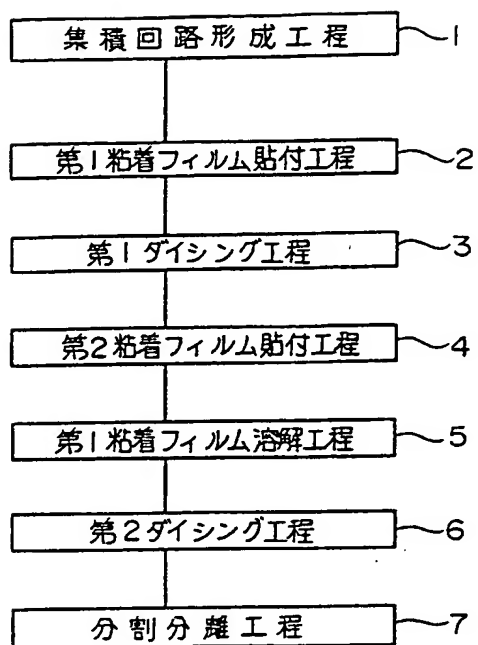 集積回路形成工程 1
第1粘着フィルム貼付工程 2
第1ダイシング工程 3
第2粘着フィルム貼付工程 4
第1粘着フィルム溶解工程 5
第2ダイシング工程 6
分割分離工程 7